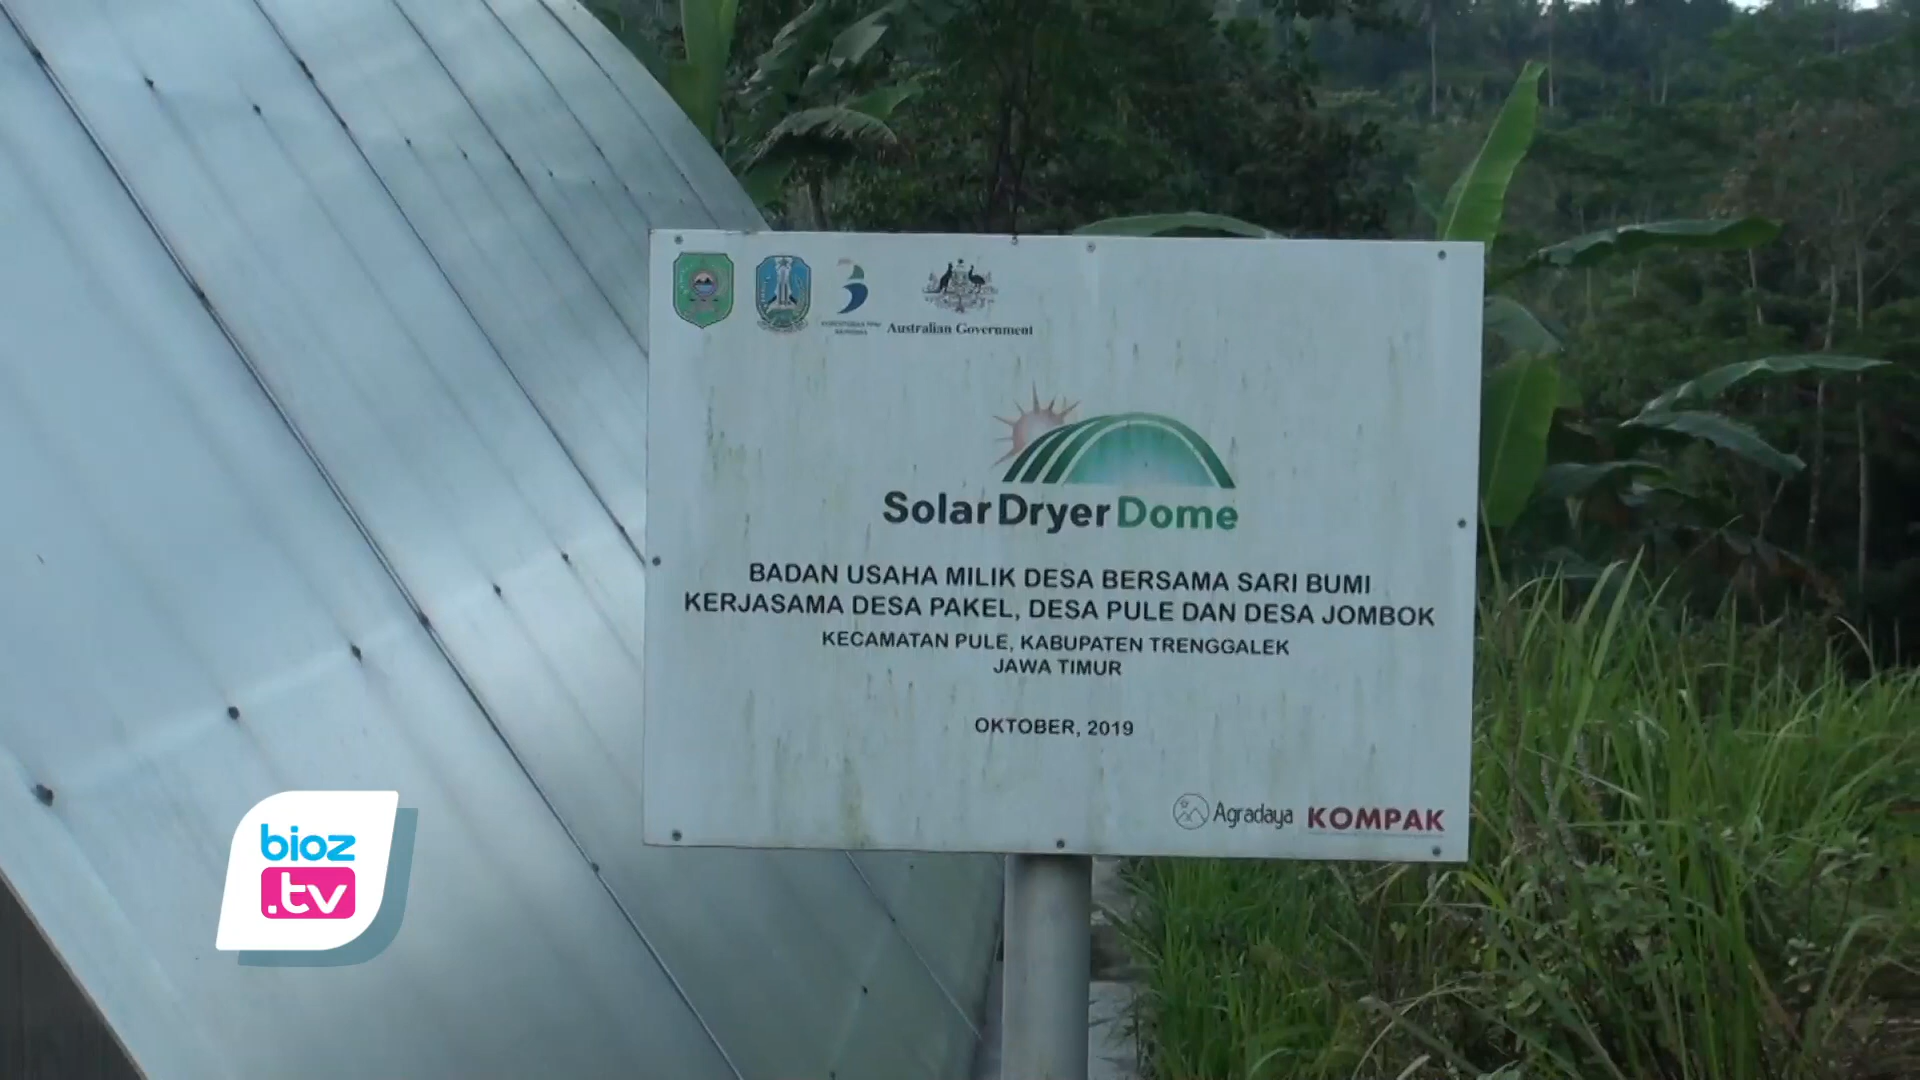 Australian Government
Solar Dryer Dome
BADAN USAHA MILIK DESA BERSAMA SARI BUMI
KERJASAMA DESA PAKEL, DESA PULE DAN DESA JOMBOK
KECAMATAN PULE, KABUPATEN TRENGGALEK
JAWA TIMUR
OKTOBER, 2019
Agradaya KOMPAK
bioz
.tv